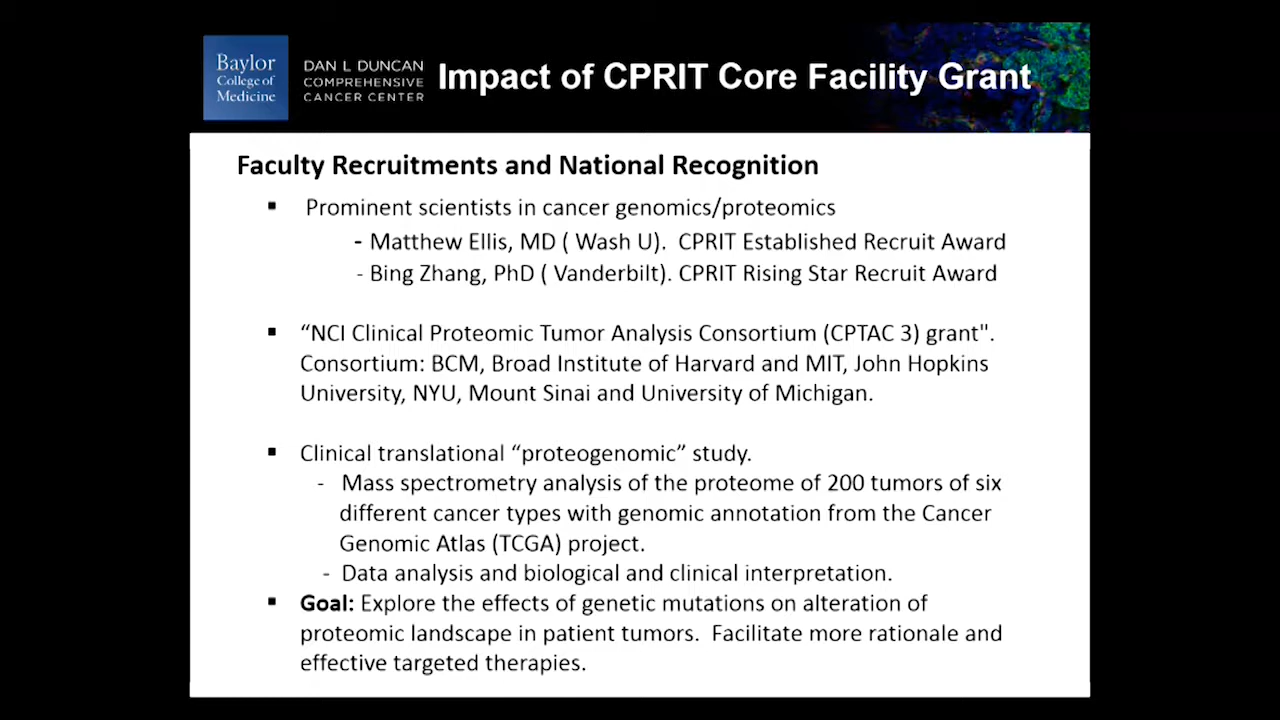 Baylor
College of
Medicine
DAN L DUNCAN
COMPREHENSIVE
CANCER CENTER
Impact of CPRIT Core Facility Grant
Faculty Recruitments and National Recognition
▪ Prominent scientists in cancer genomics/proteomics
- Matthew Ellis, MD ( Wash U). CPRIT Established Recruit Award
- Bing Zhang, PhD ( Vanderbilt). CPRIT Rising Star Recruit Award
▪ “NCI Clinical Proteomic Tumor Analysis Consortium (CPTAC 3) grant".
Consortium: BCM, Broad Institute of Harvard and MIT, John Hopkins
University, NYU, Mount Sinai and University of Michigan.
▪ Clinical translational “proteogenomic” study.
- Mass spectrometry analysis of the proteome of 200 tumors of six
different cancer types with genomic annotation from the Cancer
Genomic Atlas (TCGA) project.
- Data analysis and biological and clinical interpretation.
▪ Goal: Explore the effects of genetic mutations on alteration of
proteomic landscape in patient tumors. Facilitate more rationale and
effective targeted therapies.